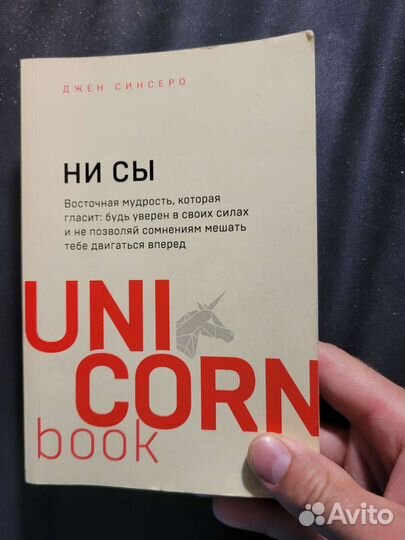 ДЖЕН СИНСЕРО
НИ СЫ
Восточная мудрость, которая
гласит: будь уверен в своих силах
и не позволяй сомнениям мешать
тебе двигаться вперед
UNI
CORN
book
Avito